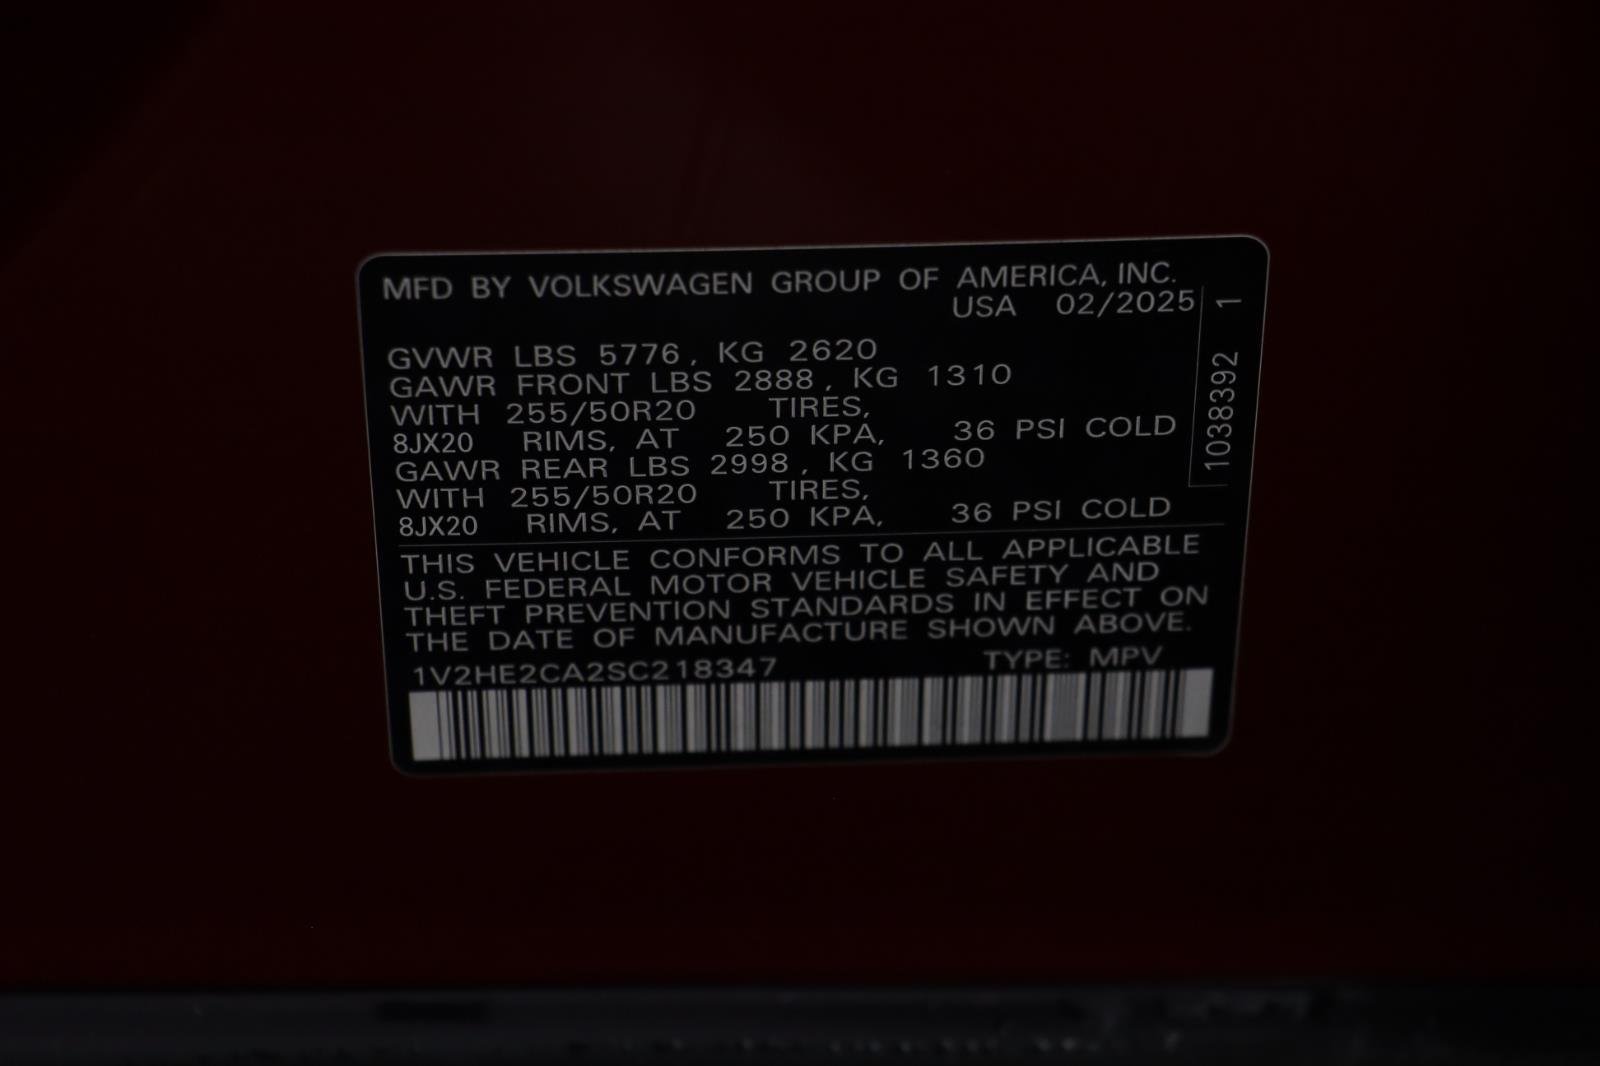 MFD BY VOLKSWAGEN GROUP OF AMERICA, INC.
USA 02/2025
GVWR LBS 5776, KG 2620
GAWR FRONT LBS 2888, KG 1310
WITH 255/50R20 TIRES,
8JX20 RIMS, AT 250 KPA, 36 PSI COLD
GAWR REAR LBS 2998, KG 1360
WITH 255/50R20 TIRES,
8JX20 RIMS, AT 250 KPA, 36 PSI COLD
1038392 1
THIS VEHICLE CONFORMS TO ALL APPLICABLE
U.S. FEDERAL MOTOR VEHICLE SAFETY AND
THEFT PREVENTION STANDARDS IN EFFECT ON
THE DATE OF MANUFACTURE SHOWN ABOVE.
1V2HE2CA2SC218347 TYPE: MPV